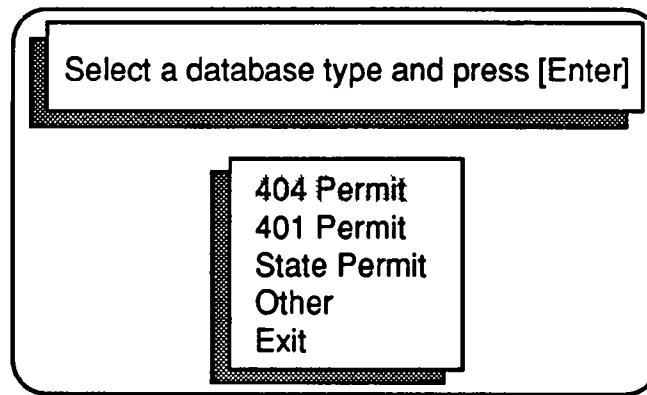 Select a database type and press [Enter]
404 Permit
401 Permit
State Permit
Other
Exit